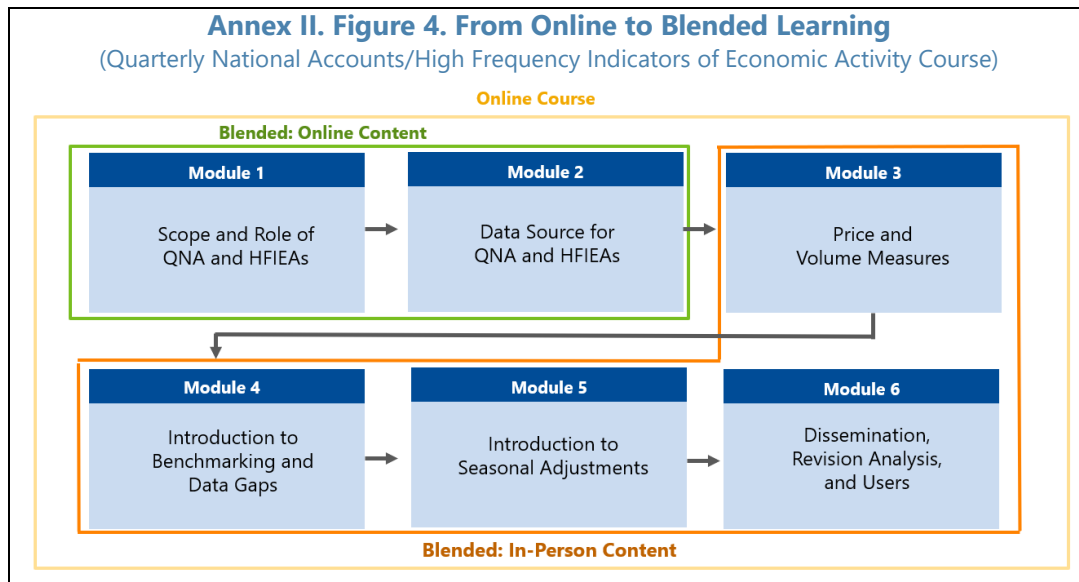 Annex II. Figure 4. From Online to Blended Learning
(Quarterly National Accounts/High Frequency Indicators of Economic Activity Course)
Online Course
Blended: Online Content
Module 1
Scope and Role of
QNA and HFIEAs
Module 2
Data Source for
QNA and HFIEAs
Module 3
Price and
Volume Measures
Module 4
Introduction to
Benchmarking and
Data Gaps
Module 5
Introduction to
Seasonal Adjustments
Module 6
Dissemination,
Revision Analysis,
and Users
Blended: In-Person Content